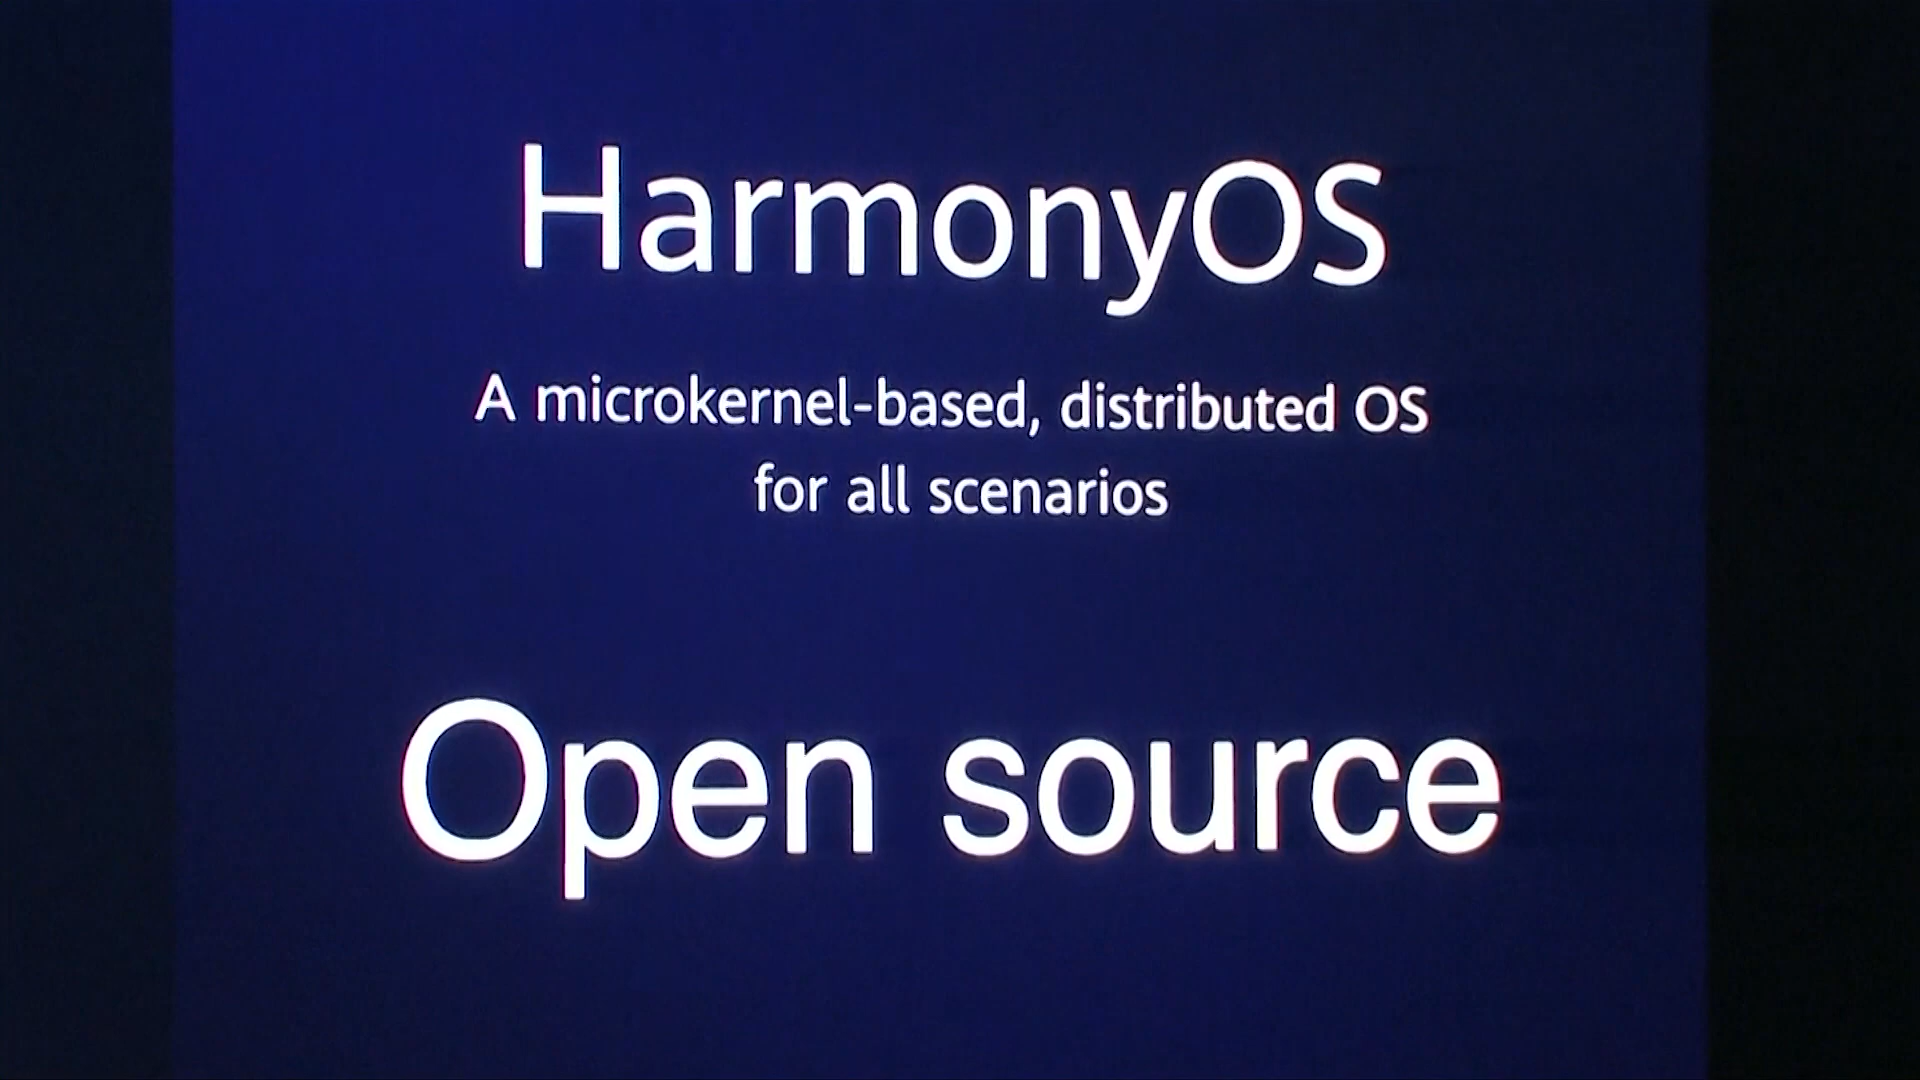 HarmonyOS
A microkernel-based, distributed OS
for all scenarios
Open source